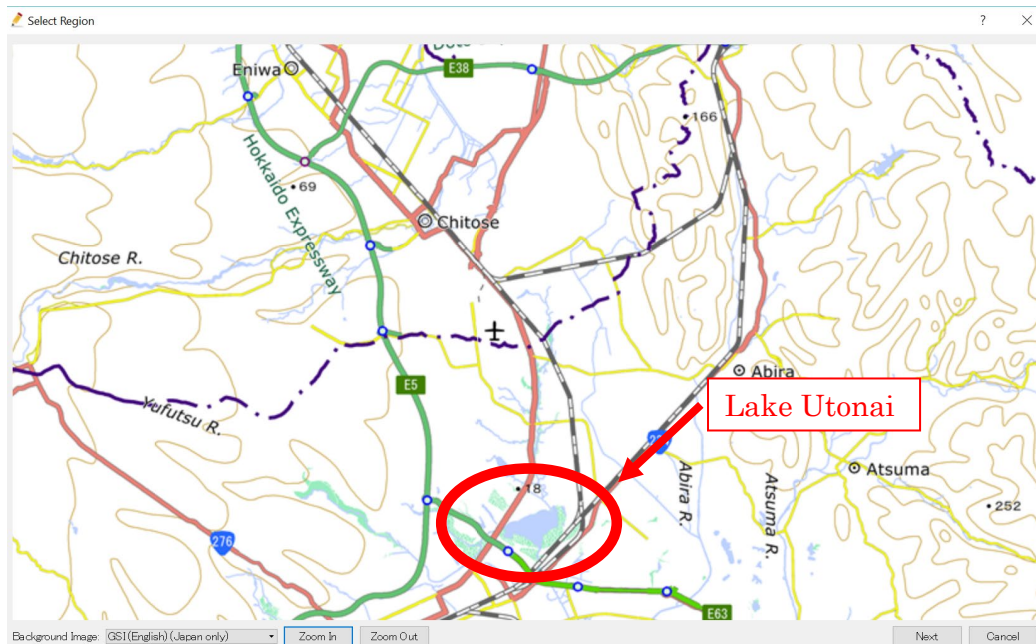 Select Region
?
Eniwa
E38
166
Hokkaido Expressway
69
Chitose
Chitose R.
E5
Abira
Lake Utonai
Yufutsu R.
Abira R.
Atsuma R.
Atsuma
18
252
276
E63
Background Image: GSI(English)(Japan only)
Zoom In
Zoom Out
Next
Cancel